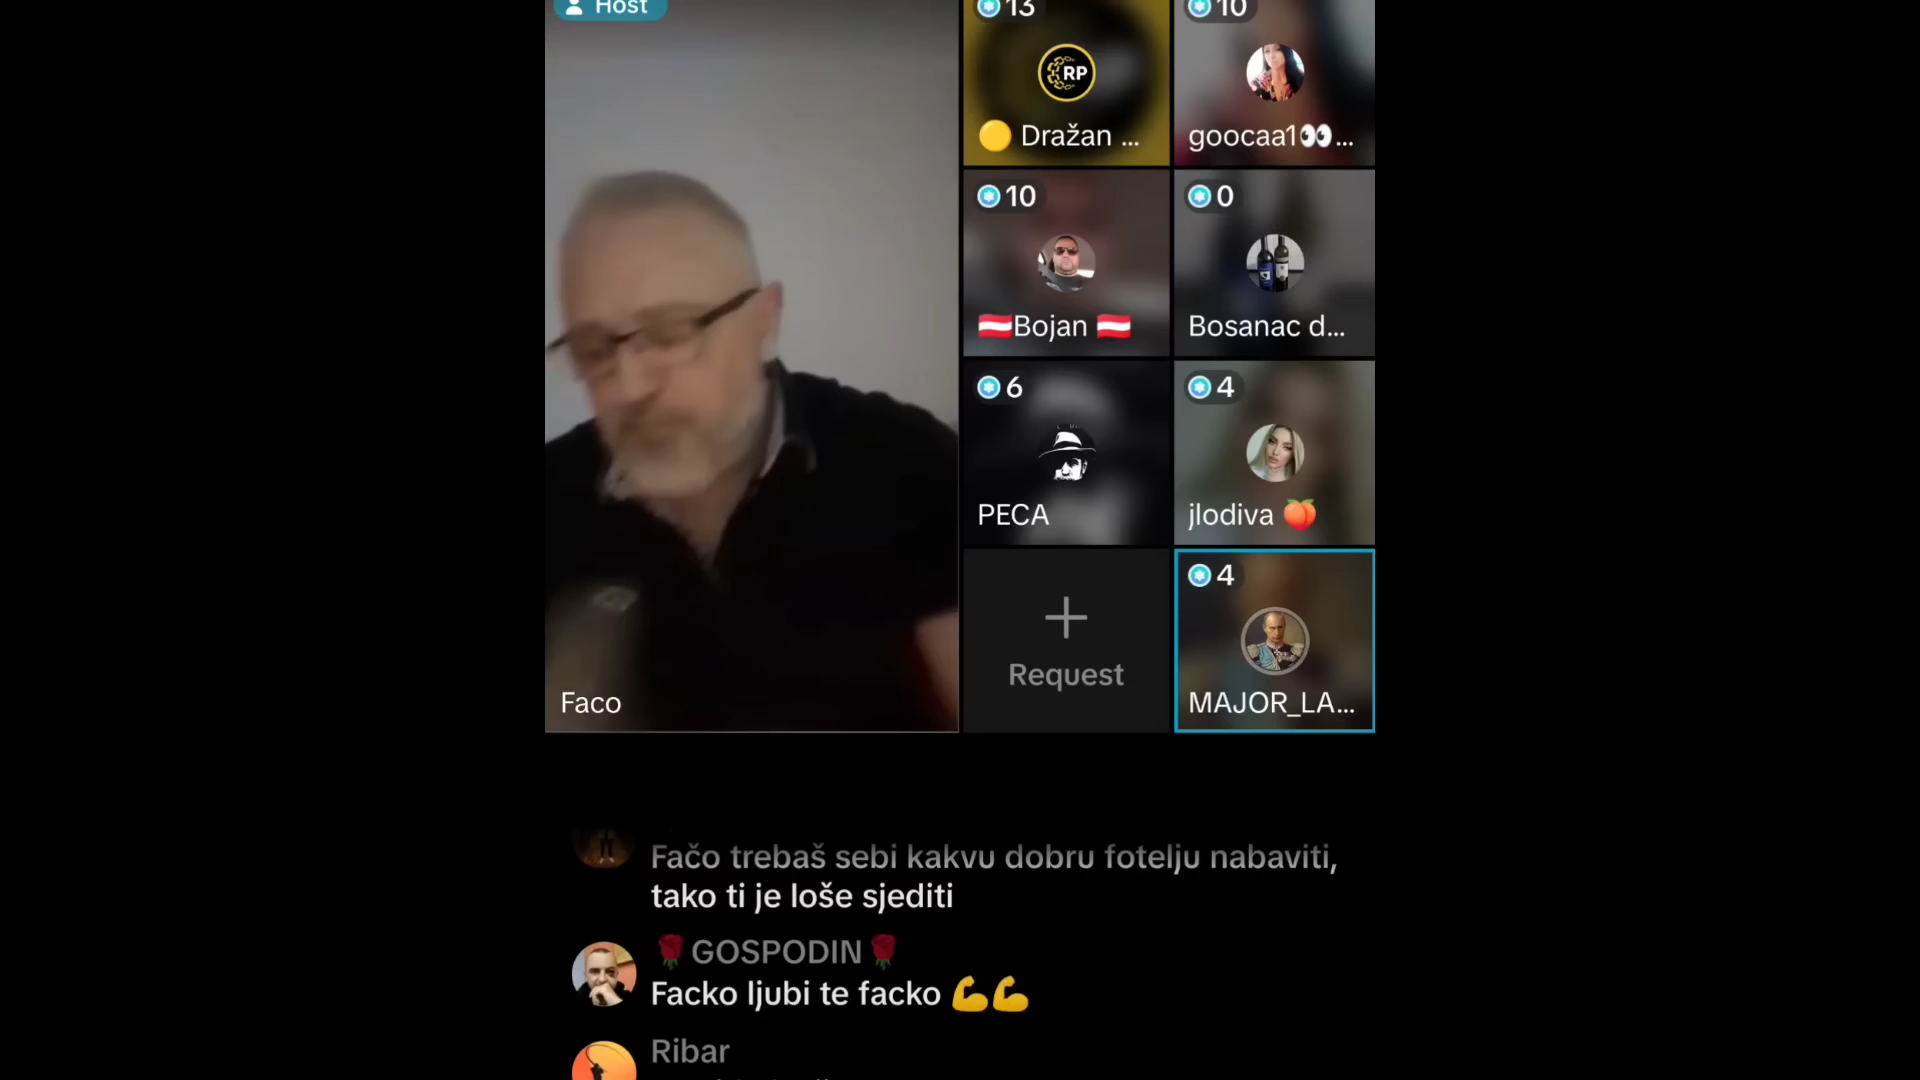 Host
13
10
RP
Dražan ...
goocaa1👀...
10
0
🇦🇹Bojan 🇦🇹
Bosanac d...
6
4
PECA
jlodiva 🍑
4
Request
Faco
MAJOR_LA...
Fačo trebaš sebi kakvu dobru fotelju nabaviti,
tako ti je loše sjediti
🌹GOSPODIN🌹
Facko ljubi te facko 💪💪
Ribar